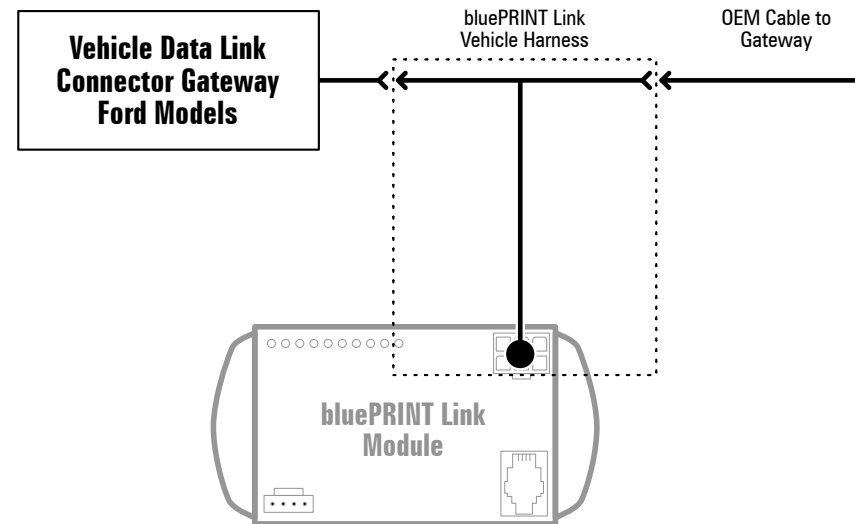 Vehicle Data Link
Connector Gateway
Ford Models
bluePRINT Link
Vehicle Harness
OEM Cable to
Gateway
bluePRINT Link
Module